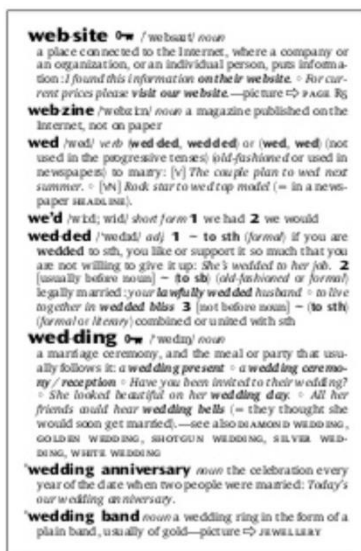 web·site /ˈwebsaɪt/ noun
a place connected to the Internet, where a company or
an organization, or an individual person, puts informa-
tion: I found this information on their website. ◦ For cur-
rent prices please visit our website.—picture ⇨ PAGE R5
web·zine /ˈwebziːn/ noun a magazine published on the
Internet, not on paper
wed /wed/ verb (wed·ded, wedded) or (wed, wed) (not
used in the progressive tenses) (old-fashioned or used in
newspapers) to marry: [V] The couple plan to wed next
summer. ◦ [VN] Rock star to wed top model (= in a news-
paper HEADLINE).
we'd /wiːd; wid/ short form 1 we had 2 we would
wed·ded /ˈwedɪd/ adj 1 ~ to sth (formal) if you are
wedded to sth, you like or support it so much that you
are not willing to give it up: She's wedded to her job. 2
[usually before noun] ~ (to sb) (old-fashioned or formal)
legally married: your lawfully wedded husband ◦ to live
together in wedded bliss 3 [not before noun] ~ (to sth)
(formal or literary) combined or united with sth
wed·ding /ˈwedɪŋ/ noun
a marriage ceremony, and the meal or party that usu-
ally follows it: a wedding present ◦ a wedding ceremo-
ny / reception ◦ Have you been invited to their wedding?
◦ She looked beautiful on her wedding day. ◦ All her
friends could hear wedding bells (= they thought she
would soon get married).—see also DIAMOND WEDDING,
GOLDEN WEDDING, SHOTGUN WEDDING, SILVER WED-
DING, WHITE WEDDING
ˈwedding anniversary noun the celebration every
year of the date when two people were married: Today's
our wedding anniversary.
ˈwedding band noun a wedding ring in the form of a
plain band, usually of gold—picture ⇨ JEWELLERY